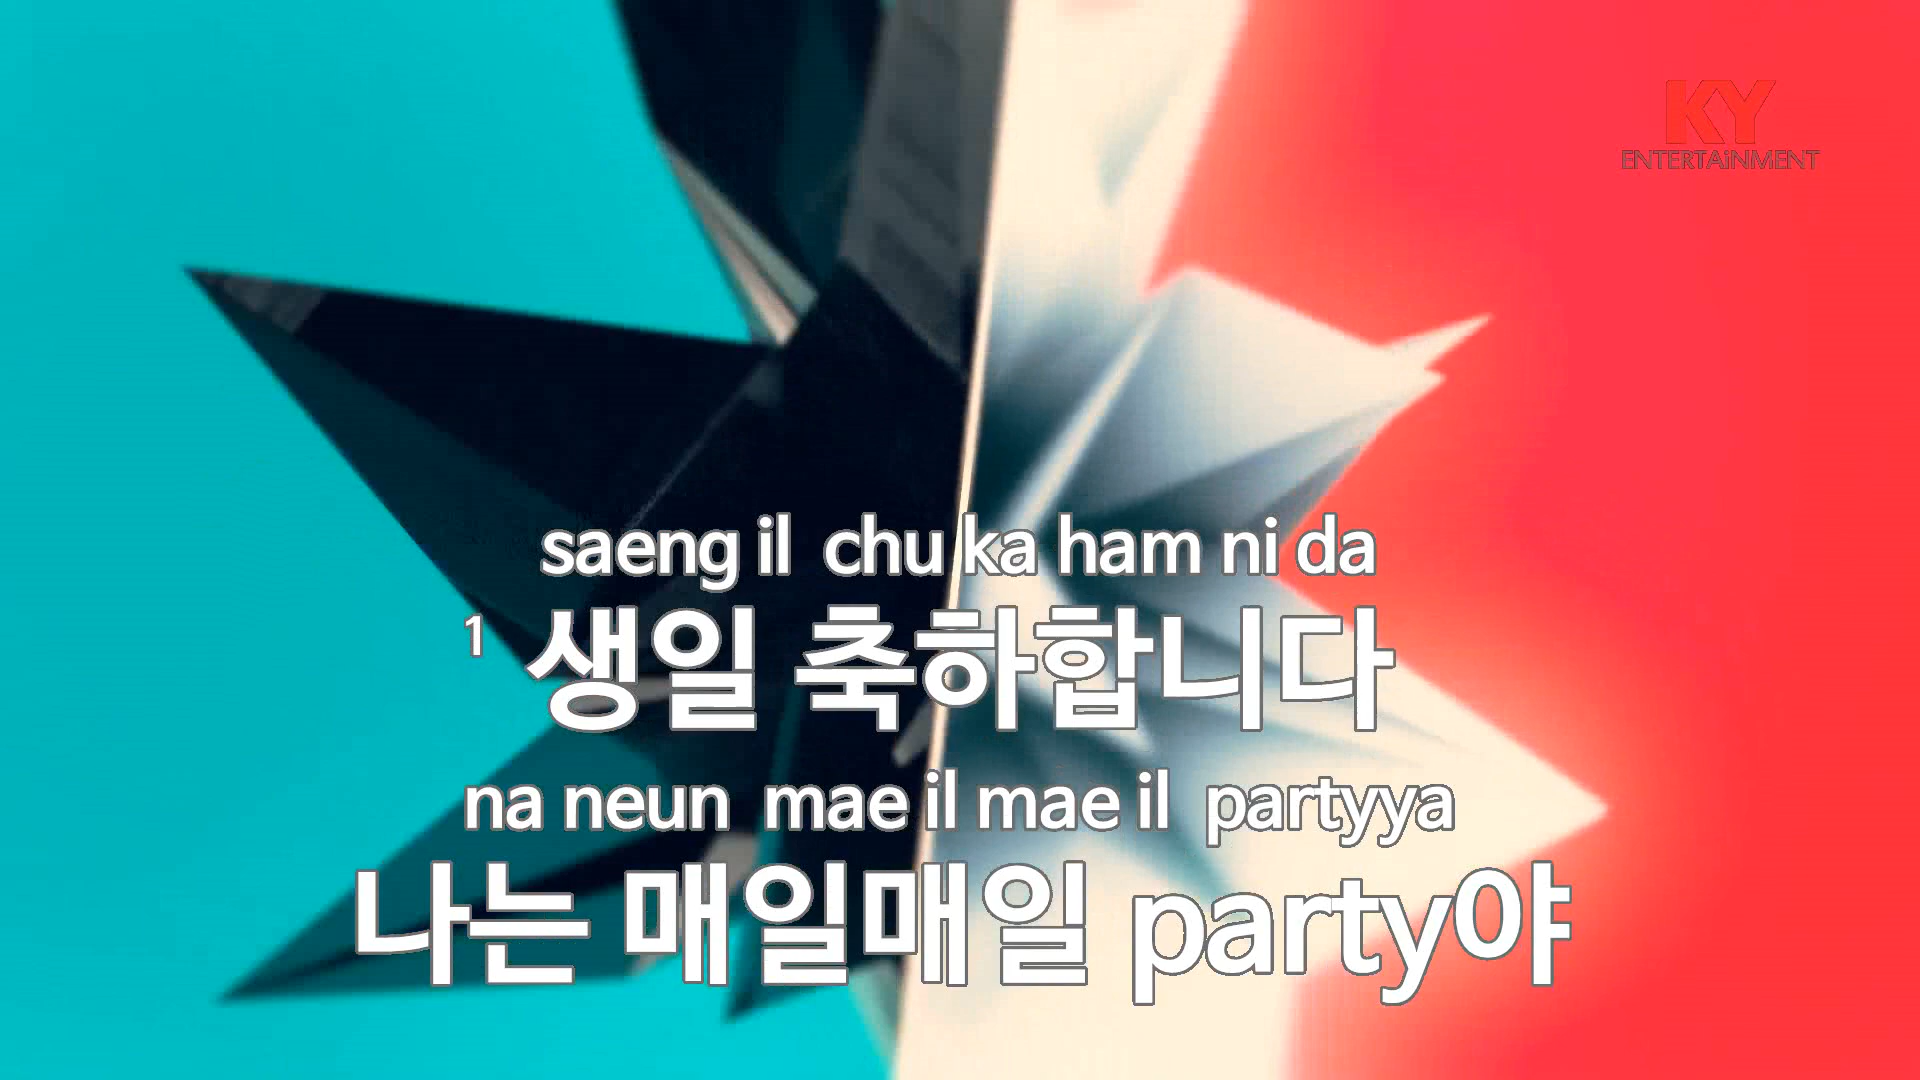 KY
ENTERTAiNMENT
saeng il chu ka ham ni da
1 생일 축하합니다
na neun mae il mae il partyya
나는 매일매일 party야